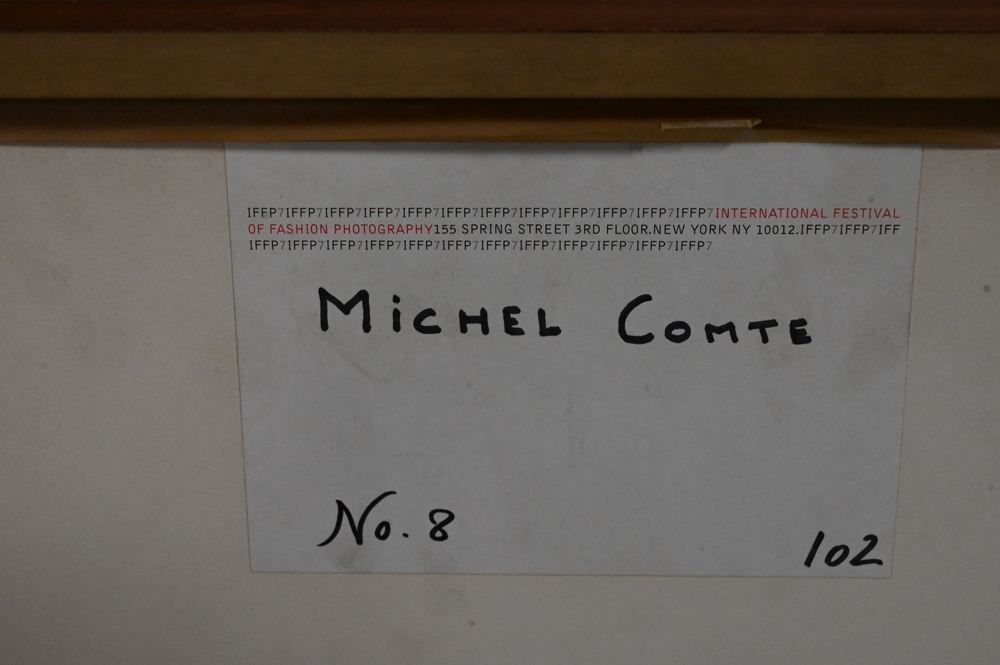 IFFP7IFFP7IFFP7IFFP7IFFP7IFFP7IFFP7IFFP7IFFP7IFFP7IFFP7IFFP7INTERNATIONAL FESTIVAL
OF FASHION PHOTOGRAPHY155 SPRING STREET 3RD FLOOR.NEW YORK NY 10012.IFFP7IFFP7IFF
IFFP7IFFP7IFFP7IFFP7IFFP7IFFP7IFFP7IFFP7IFFP7IFFP7IFFP7IFFP7
MiCHEL COMTE
No. 8
102